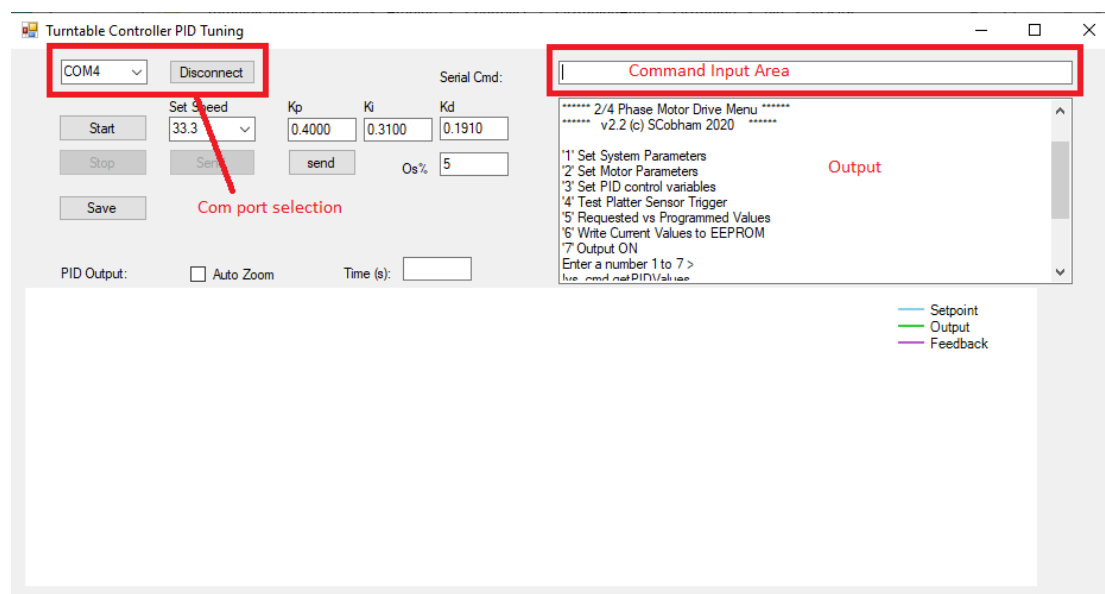 Turntable Controller PID Tuning
COM4 Disconnect Serial Cmd: Command Input Area
Set Speed Kp Ki Kd
Start 33.3 0.4000 0.3100 0.1910
Stop Send send Os% 5
Save Com port selection
PID Output: Auto Zoom Time (s):
****** 2/4 Phase Motor Drive Menu ******
****** v2.2 (c) SCobham 2020 ******
'1' Set System Parameters
'2' Set Motor Parameters
Output
'3' Set PID control variables
'4' Test Platter Sensor Trigger
'5' Requested vs Programmed Values
'6' Write Current Values to EEPROM
'7' Output ON
Enter a number 1 to 7 >
cmd getPIDValues
Setpoint
Output
Feedback